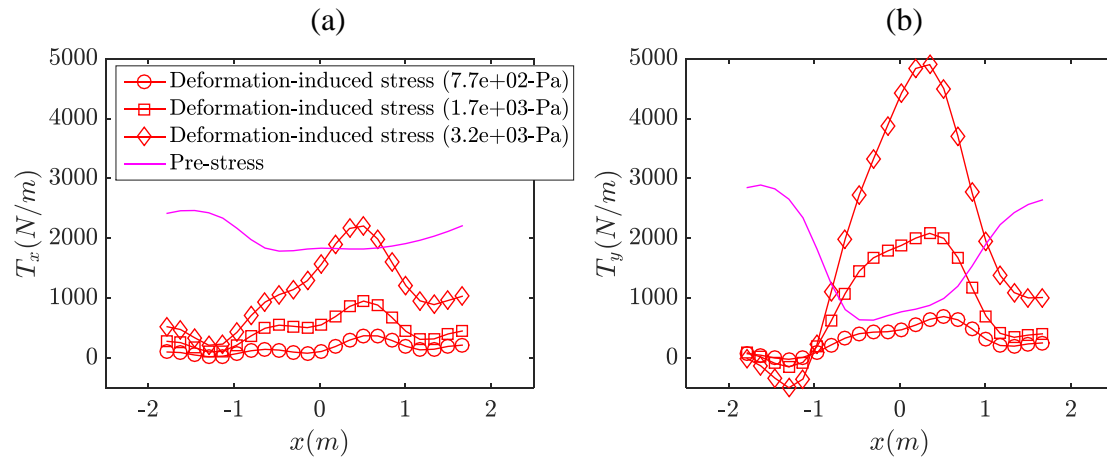 (a)
5000
4000
3000
2000
1000
0
T_x(N/m)
Deformation-induced stress (7.7e+02-Pa)
Deformation-induced stress (1.7e+03-Pa)
Deformation-induced stress (3.2e+03-Pa)
Pre-stress
-2 -1 0 1 2
x(m)
(b)
5000
4000
3000
2000
1000
0
T_y(N/m)
-2 -1 0 1 2
x(m)